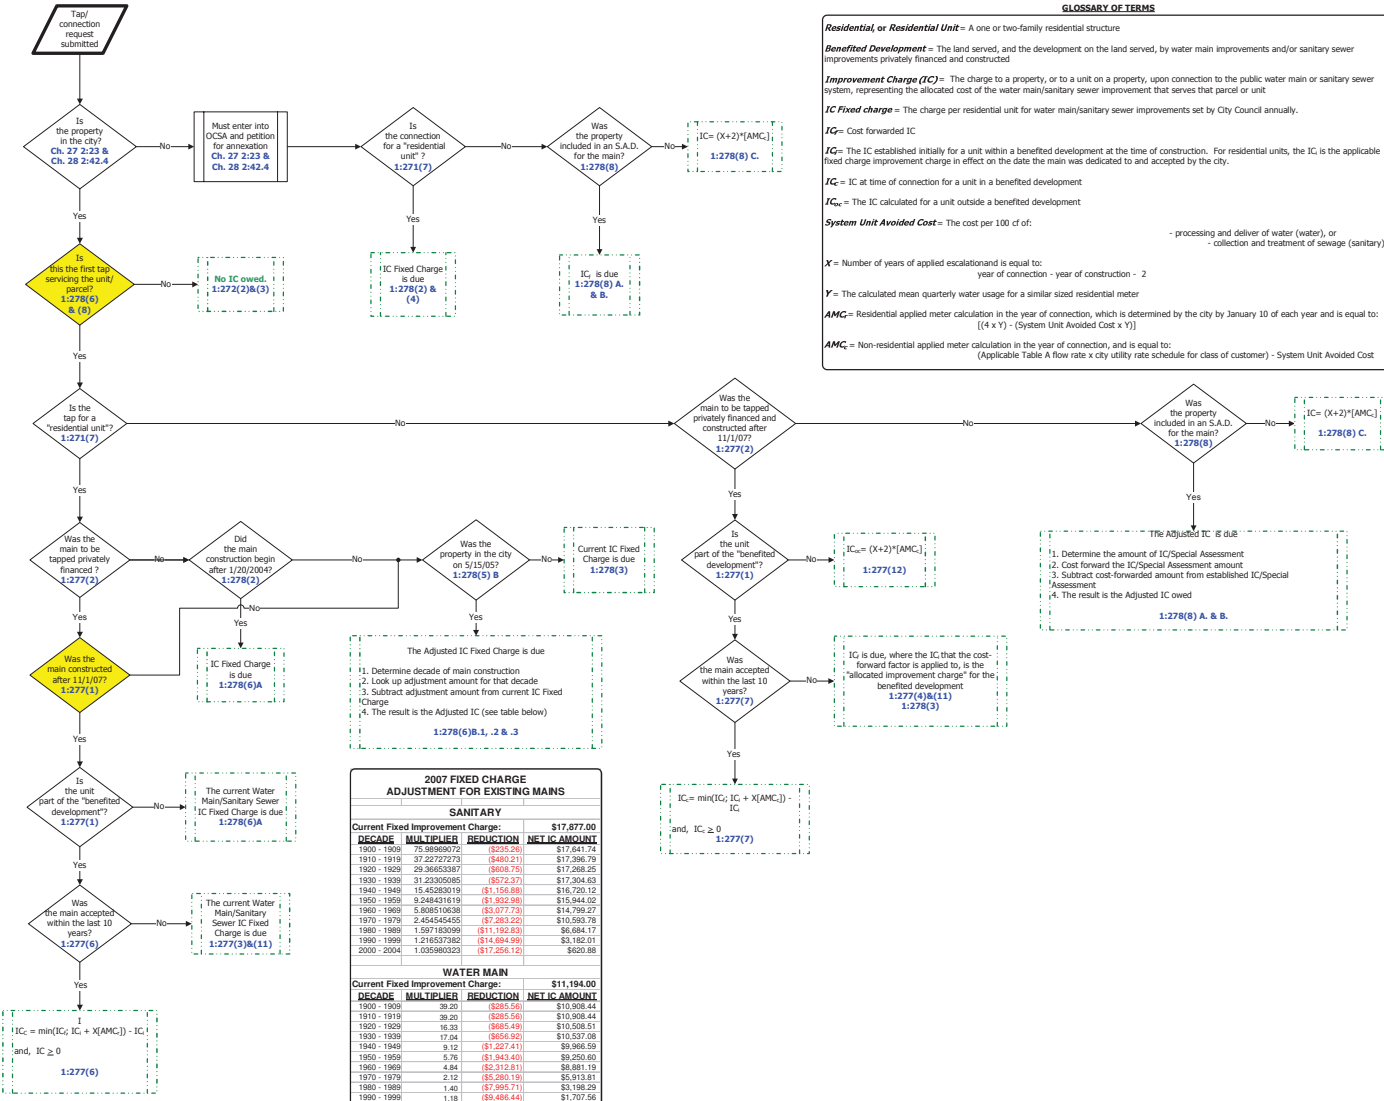 Tap/
connection
request
submitted
Is
the property
in the city?
Ch. 27 2:23 &
Ch. 28 2:42.4
No
Must enter into
OCSA and petition
for annexation
Ch. 27 2:23 &
Ch. 28 2:42.4
Is
the connection
for a "residential
unit" ?
1:271(7)
No
Was
the property
included in an S.A.D.
for the main?
1:278(8)
No
IC= (X+2)*[AMCc]
1:278(8) C.
Yes
Yes
Yes
Is
this the first tap
servicing the unit/
parcel?
1:278(6)
& (8)
No
No IC owed.
1:272(2)&(3)
IC Fixed Charge
is due
1:278(2) &
(4)
ICf is due
1:278(8) A.
& B.
GLOSSARY OF TERMS
Residential, or Residential Unit = A one or two-family residential structure
Benefited Development = The land served, and the development on the land served, by water main improvements and/or sanitary sewer
improvements privately financed and constructed
Improvement Charge (IC) = The charge to a property, or to a unit on a property, upon connection to the public water main or sanitary sewer
system, representing the allocated cost of the water main/sanitary sewer improvement that serves that parcel or unit
IC Fixed charge = The charge per residential unit for water main/sanitary sewer improvements set by City Council annually.
ICf= Cost forwarded IC
ICi= The IC established initially for a unit within a benefited development at the time of construction. For residential units, the ICi is the applicable
fixed charge improvement charge in effect on the date the main was dedicated to and accepted by the city.
ICc = IC at time of connection for a unit in a benefited development
ICoc = The IC calculated for a unit outside a benefited development
System Unit Avoided Cost = The cost per 100 cf of:
- processing and deliver of water (water), or
- collection and treatment of sewage (sanitary)
X = Number of years of applied escalationand is equal to:
year of connection - year of construction - 2
Y = The calculated mean quarterly water usage for a similar sized residential meter
AMCr= Residential applied meter calculation in the year of connection, which is determined by the city by January 10 of each year and is equal to:
[(4 x Y) - (System Unit Avoided Cost x Y)]
AMCc = Non-residential applied meter calculation in the year of connection, and is equal to:
(Applicable Table A flow rate x city utility rate schedule for class of customer) - System Unit Avoided Cost
Yes
Is the
tap for a
"residential unit"?
1:271(7)
No
Was the
main to be tapped
privately financed and
constructed after
11/1/07?
1:277(2)
No
Was
the property
included in an S.A.D.
for the main?
1:278(8)
No
IC= (X+2)*[AMCc]
1:278(8) C.
Yes
Yes
Yes
Was the
main to be
tapped privately
financed ?
1:277(2)
No
Did
the main
construction begin
after 1/20/2004?
1:278(2)
No
Was the
property in the city
on 5/15/05?
1:278(5) B
No
Current IC Fixed
Charge is due
1:278(3)
Is
the unit
part of the "benefited
development"?
1:277(1)
No
ICoc= (X+2)*[AMCc]
1:277(12)
The Adjusted IC is due
1. Determine the amount of IC/Special Assessment
2. Cost forward the IC/Special Assessment amount
3. Subtract cost-forwarded amount from established IC/Special
Assessment
4. The result is the Adjusted IC owed
1:278(8) A. & B.
Yes
No
Yes
Yes
Yes
Was the
main constructed
after 11/1/07?
1:277(1)
IC Fixed Charge
is due
1:278(6)A
The Adjusted IC Fixed Charge is due
1. Determine decade of main construction
2. Look up adjustment amount for that decade
3. Subtract adjustment amount from current IC Fixed
Charge
4. The result is the Adjusted IC (see table below)
1:278(6)B.1, .2 & .3
Was
the main accepted
within the last 10
years?
1:277(7)
No
ICf is due, where the ICi that the cost-
forward factor is applied to, is the
"allocated improvement charge" for the
benefited development
1:277(4)&(11)
1:278(3)
Yes
Yes
Is
the unit
part of the "benefited
development"?
1:277(1)
No
The current Water
Main/Sanitary Sewer
IC Fixed Charge is due
1:278(6)A
ICc= min(ICf; ICi + X[AMCc]) -
ICi
and, ICc ≥ 0
1:277(7)
Yes
Was
the main accepted
within the last 10
years?
1:277(6)
No
The current Water
Main/Sanitary
Sewer IC Fixed
Charge is due
1:277(3)&(11)
Yes
I
ICc = min(ICf; ICi + X[AMCr]) - ICi
and, IC ≥ 0
1:277(6)
2007 FIXED CHARGE
ADJUSTMENT FOR EXISTING MAINS
SANITARY
Current Fixed Improvement Charge: $17,877.00
DECADE MULTIPLIER REDUCTION NET IC AMOUNT
1900 - 1909 75.98969072 ($235.26) $17,641.74
1910 - 1919 37.22727273 ($480.21) $17,396.79
1920 - 1929 29.36653387 ($608.75) $17,268.25
1930 - 1939 31.23305085 ($572.37) $17,304.63
1940 - 1949 15.45283019 ($1,156.88) $16,720.12
1950 - 1959 9.248431619 ($1,932.98) $15,944.02
1960 - 1969 5.808510638 ($3,077.73) $14,799.27
1970 - 1979 2.454545455 ($7,283.22) $10,593.78
1980 - 1989 1.597183099 ($11,192.83) $6,684.17
1990 - 1999 1.216537382 ($14,694.99) $3,182.01
2000 - 2004 1.035980323 ($17,256.12) $620.88
WATER MAIN
Current Fixed Improvement Charge: $11,194.00
DECADE MULTIPLIER REDUCTION NET IC AMOUNT
1900 - 1909 39.20 ($285.56) $10,908.44
1910 - 1919 39.20 ($285.56) $10,908.44
1920 - 1929 16.33 ($685.49) $10,508.51
1930 - 1939 17.04 ($656.92) $10,537.08
1940 - 1949 9.12 ($1,227.41) $9,966.59
1950 - 1959 5.76 ($1,943.40) $9,250.60
1960 - 1969 4.84 ($2,312.81) $8,881.19
1970 - 1979 2.12 ($5,280.19) $5,913.81
1980 - 1989 1.40 ($7,995.71) $3,198.29
1990 - 1999 1.18 ($9,486.44) $1,707.56